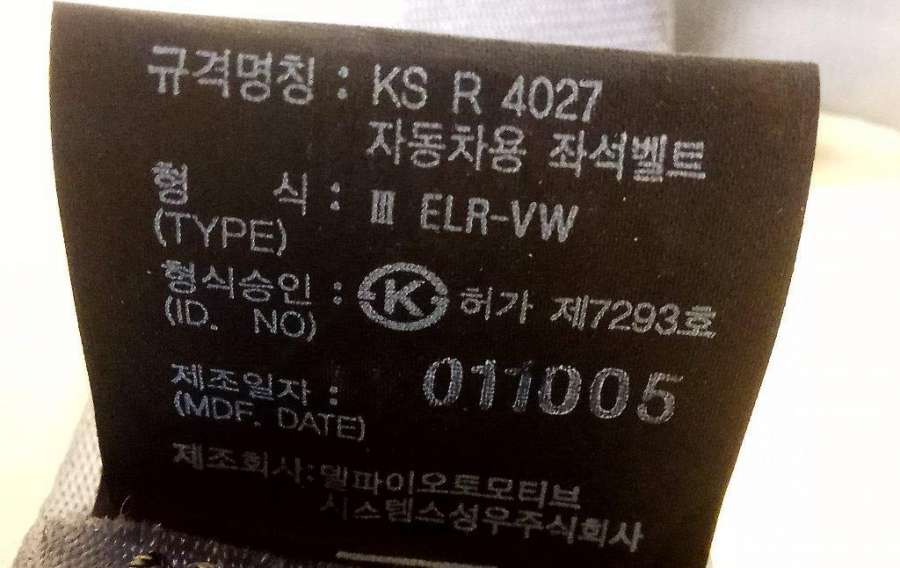 규격명칭 : KS R 4027
자동차용 좌석벨트
형 식 : Ⅲ ELR-VW
(TYPE)
형식승인 : K 허가 제7293호
(ID. NO)
제조일자 : 011005
(MDF. DATE)
제조회사:델파이오토모티브
시스템스성우주식회사